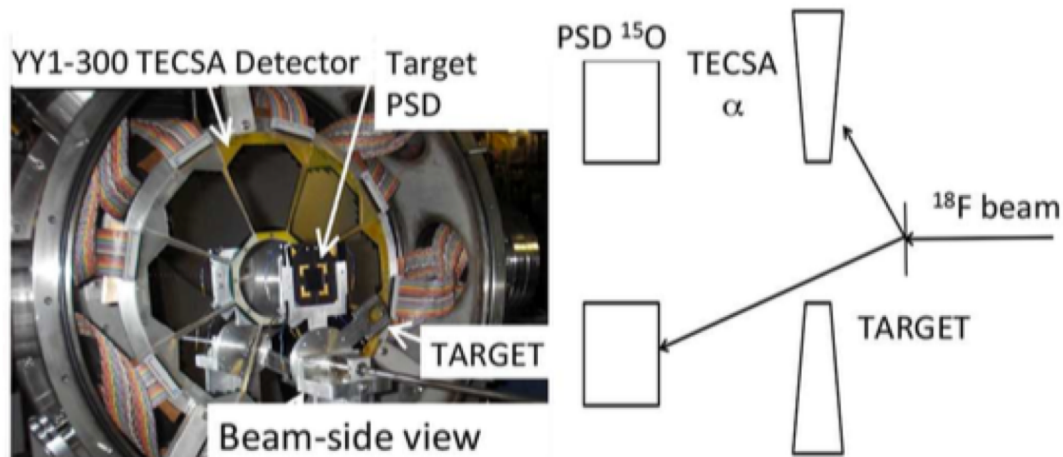 YY1-300 TECSA Detector
Target
PSD
TARGET
Beam-side view
PSD ¹⁵O
TECSA
α
¹⁸F beam
TARGET